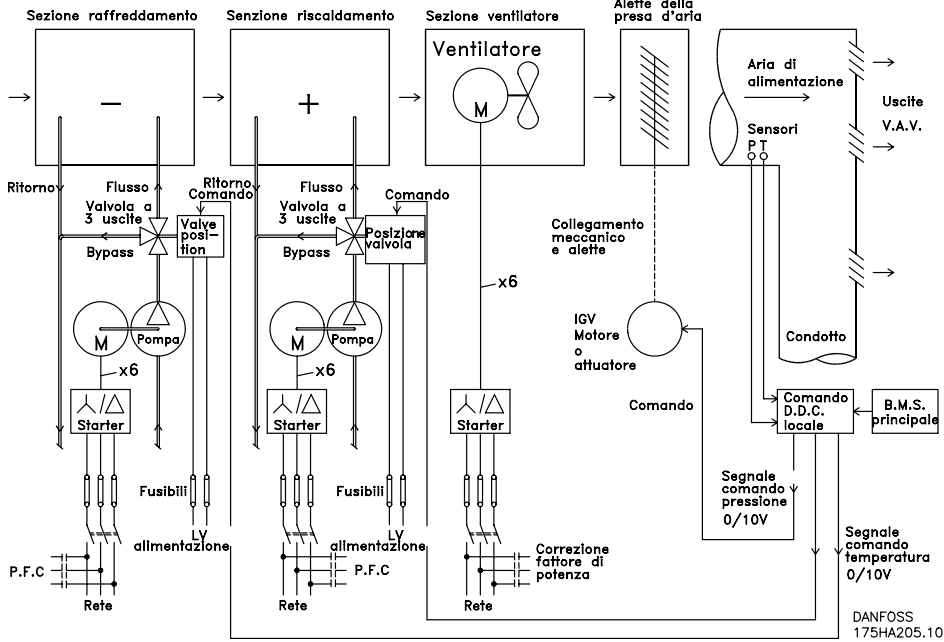 Sezione raffreddamento
Senzione riscaldamento
Sezione ventilatore
Alette della
presa d'aria
Ventilatore
M
−
+
Aria di
alimentazione
Uscite
V.A.V.
Sensori
P T
Ritorno
Flusso
Valvola a
3 uscite
Bypass
Comando
Valve
posi-
tion
Ritorno
Flusso
Valvola a
3 uscite
Bypass
Comando
Posizione
valvola
Collegamento
meccanico
e alette
x6
M
Pompa
x6
M
Pompa
x6
IGV
Motore
o
attuatore
Condotto
Comando
Starter
Starter
Starter
Comando
D.D.C.
locale
B.M.S.
principale
Fusibili
LV
alimentazione
Fusibili
LV
alimentazione
Segnale
comando
pressione
0/10V
Segnale
comando
temperatura
0/10V
P.F.C
P.F.C
Correzione
fattore di
potenza
Rete
Rete
Rete
DANFOSS
175HA205.10